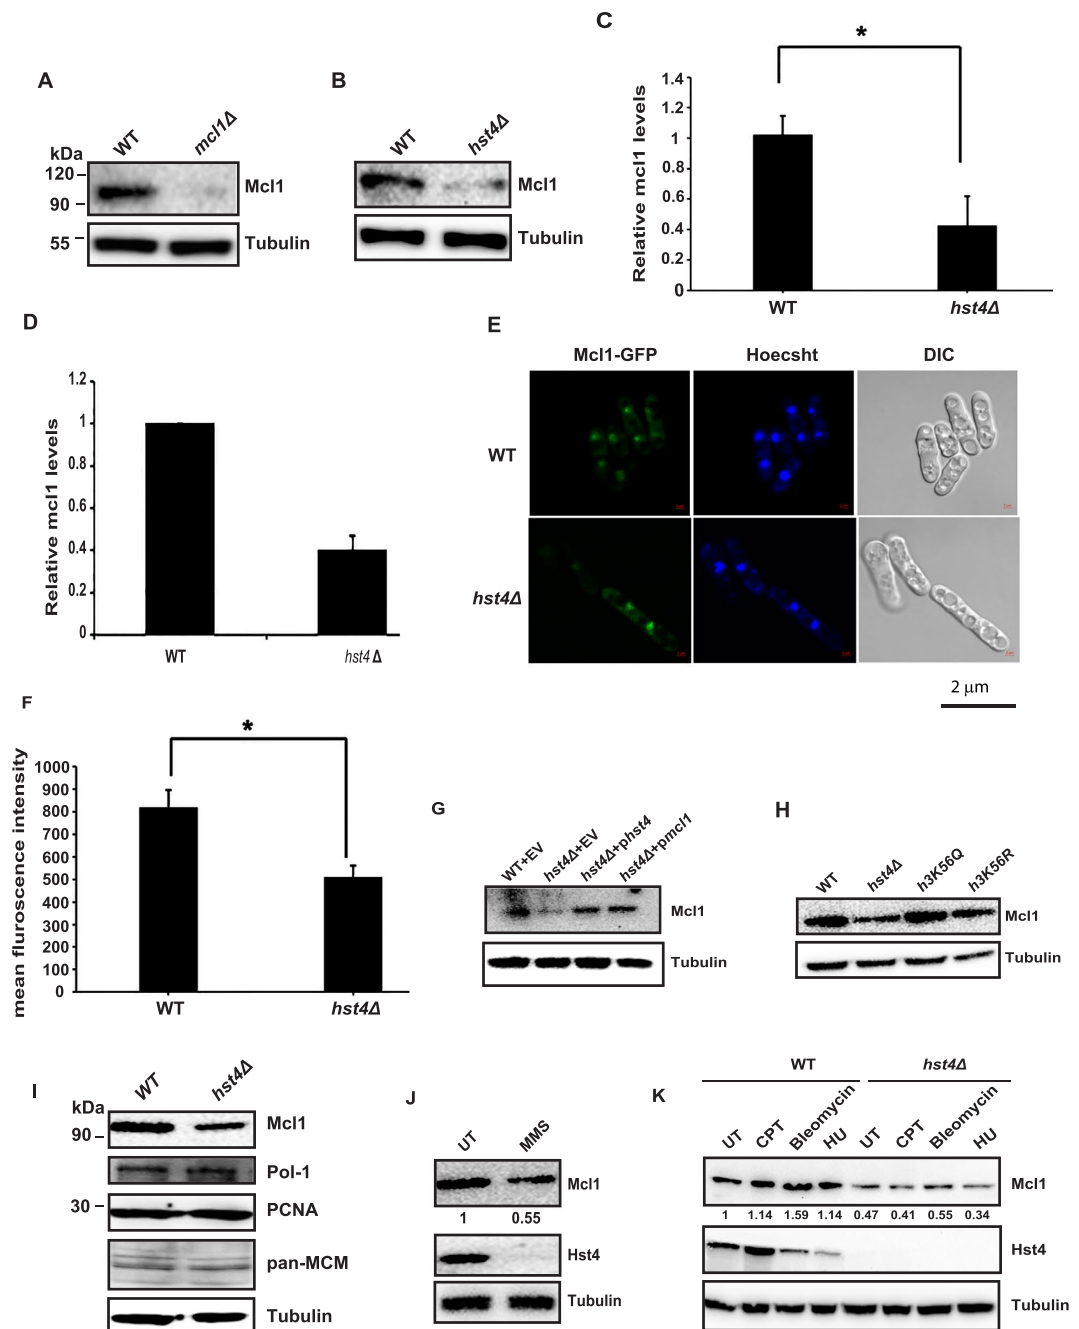 A
WT
mcl1Δ
kDa
120
90
55
Mcl1
Tubulin
B
WT
hst4Δ
Mcl1
Tubulin
C
*
Relative mcl1 levels
1.4
1.2
1
0.8
0.6
0.4
0.2
0
WT
hst4Δ
D
Relative mcl1 levels
1.2
1
0.8
0.6
0.4
0.2
0
WT
hst4 Δ
E
Mcl1-GFP
Hoecsht
DIC
WT
hst4Δ
2 µm
F
*
mean fluroscence intensity
1000
900
800
700
600
500
400
300
200
100
0
WT
hst4Δ
G
WT+EV
hst4Δ+EV
hst4Δ+phst4
hst4Δ+pmcl1
Mcl1
Tubulin
H
WT
hst4Δ
h3K56Q
h3K56R
Mcl1
Tubulin
I
WT
hst4Δ
kDa
90
30
Mcl1
Pol-1
PCNA
pan-MCM
Tubulin
J
UT
MMS
Mcl1
1 0.55
Hst4
Tubulin
K
WT
hst4Δ
UT
CPT
Bleomycin
HU
UT
CPT
Bleomycin
HU
Mcl1
1 1.14 1.59 1.14 0.47 0.41 0.55 0.34
Hst4
Tubulin